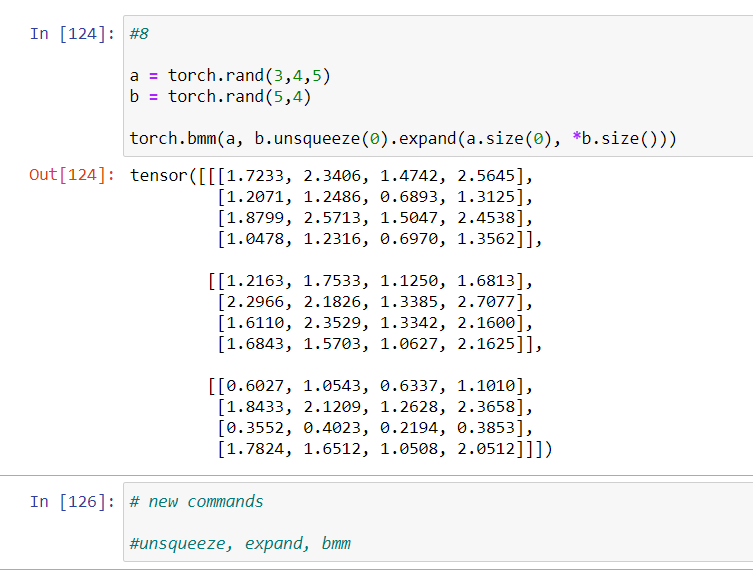 In [124]: #8
a = torch.rand(3,4,5)
b = torch.rand(5,4)
torch.bmm(a, b.unsqueeze(0).expand(a.size(0), *b.size()))
Out[124]: tensor([[[1.7233, 2.3406, 1.4742, 2.5645],
[1.2071, 1.2486, 0.6893, 1.3125],
[1.8799, 2.5713, 1.5047, 2.4538],
[1.0478, 1.2316, 0.6970, 1.3562]],
[[1.2163, 1.7533, 1.1250, 1.6813],
[2.2966, 2.1826, 1.3385, 2.7077],
[1.6110, 2.3529, 1.3342, 2.1600],
[1.6843, 1.5703, 1.0627, 2.1625]],
[[0.6027, 1.0543, 0.6337, 1.1010],
[1.8433, 2.1209, 1.2628, 2.3658],
[0.3552, 0.4023, 0.2194, 0.3853],
[1.7824, 1.6512, 1.0508, 2.0512]]])
In [126]: # new commands
#unsqueeze, expand, bmm